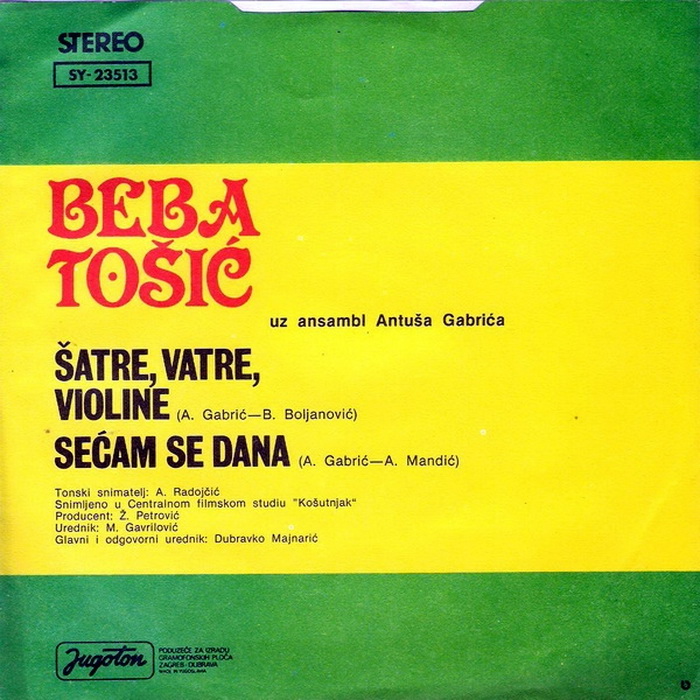 STEREO
SY-23513
BEBA
TOŠIĆ
uz ansambl Antuša Gabrića
ŠATRE, VATRE,
VIOLINE (A. Gabrić—B. Boljanović)
SEĆAM SE DANA (A. Gabrić—A. Mandić)
Tonski snimatelj: A. Radojčić
Snimljeno u Centralnom filmskom studiu "Košutnjak"
Producent: Ž. Petrović
Urednik: M. Gavrilović
Glavni i odgovorni urednik: Dubravko Majnarić
Jugoton
PODUZEĆE ZA IZRADU
GRAMOFONSKIH PLOČA
ZAGREB-DUBRAVA
MADE IN YUGOSLAVIA